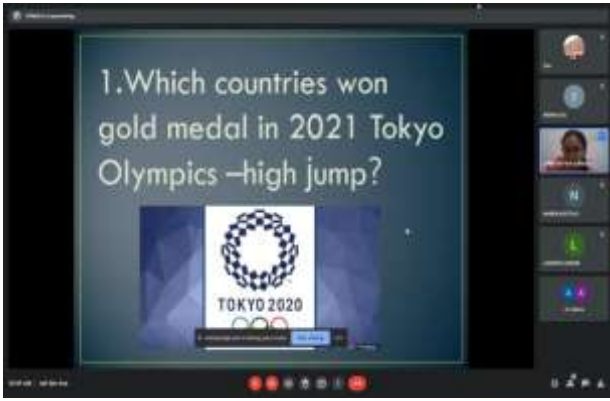 1.Which countries won
gold medal in 2021 Tokyo
Olympics –high jump?
TOKYO 2020
N
L
A A